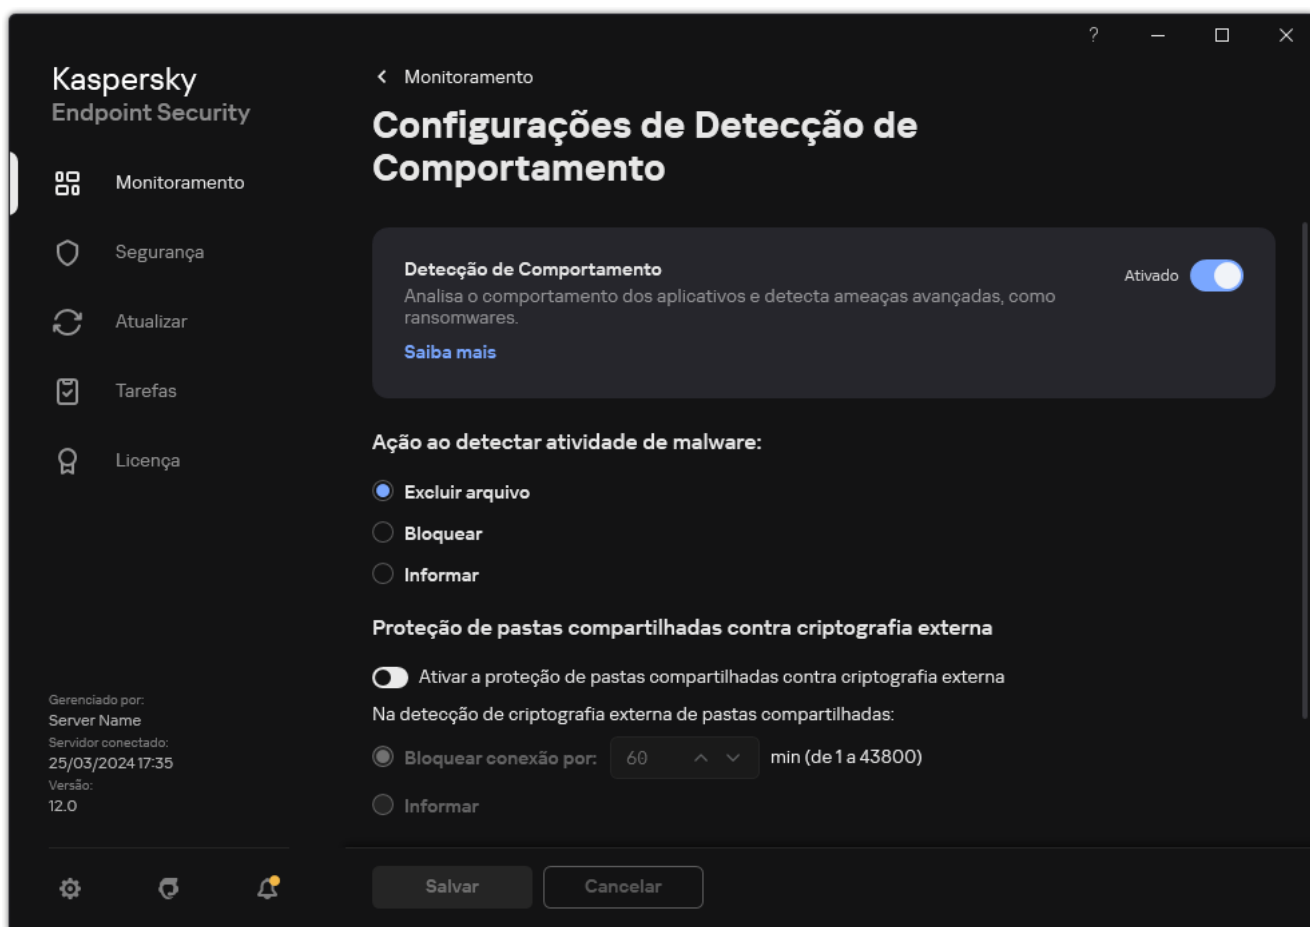 ?
Kaspersky
Endpoint Security
Monitoramento
Segurança
Atualizar
Tarefas
Licença
Gerenciado por:
Server Name
Servidor conectado:
25/03/2024 17:35
Versão:
12.0
Monitoramento
Configurações de Detecção de
Comportamento
Detecção de Comportamento
Analisa o comportamento dos aplicativos e detecta ameaças avançadas, como
ransomwares.
Saiba mais
Ativado
Ação ao detectar atividade de malware:
Excluir arquivo
Bloquear
Informar
Proteção de pastas compartilhadas contra criptografia externa
Ativar a proteção de pastas compartilhadas contra criptografia externa
Na detecção de criptografia externa de pastas compartilhadas:
Bloquear conexão por: 60 min (de 1 a 43800)
Informar
Salvar Cancelar